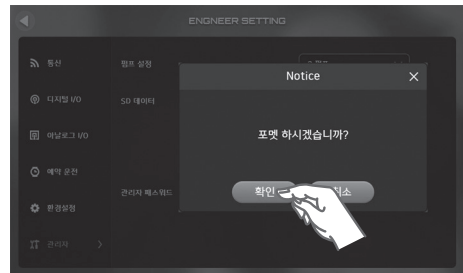 ENGNEER SETTING
통신
펌프 설정
Notice
디지털 I/O
SD 데이터
아날로그 I/O
포멧 하시겠습니까?
예약 운전
관리자 패스워드
확인
소
환경설정
관리자